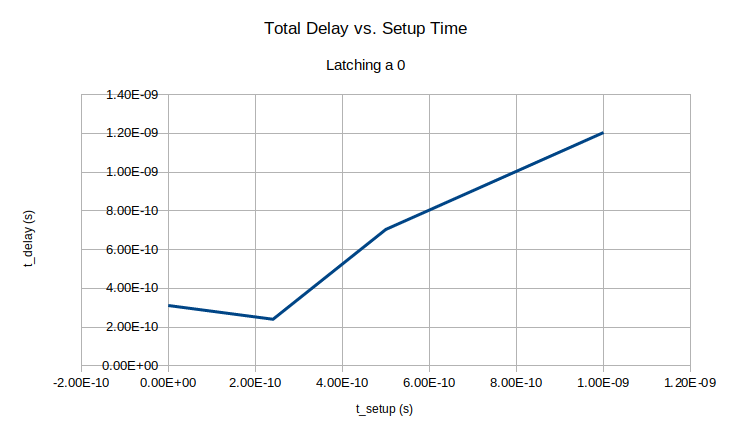 Total Delay vs. Setup Time
Latching a 0
1.40E-09
1.20E-09
1.00E-09
8.00E-10
6.00E-10
4.00E-10
2.00E-10
0.00E+00
t_delay (s)
-2.00E-10 0.00E+00 2.00E-10 4.00E-10 6.00E-10 8.00E-10 1.00E-09 1.20E-09
t_setup (s)